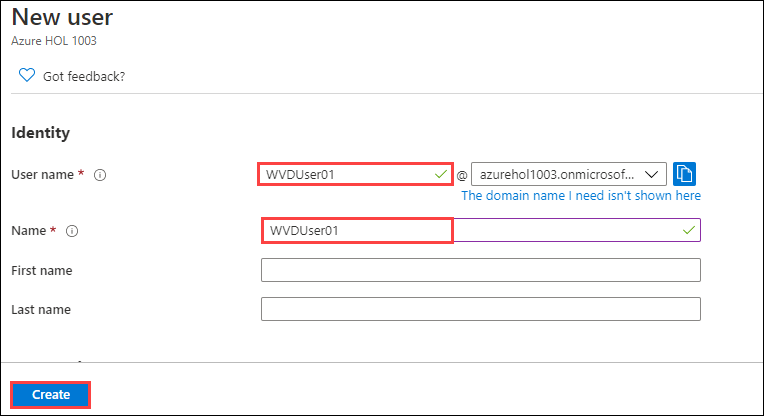 New user
Azure HOL 1003
Got feedback?
Identity
User name * WVDUser01 @ azurehol1003.onmicrosof...
The domain name I need isn't shown here
Name * WVDUser01
First name
Last name
Create